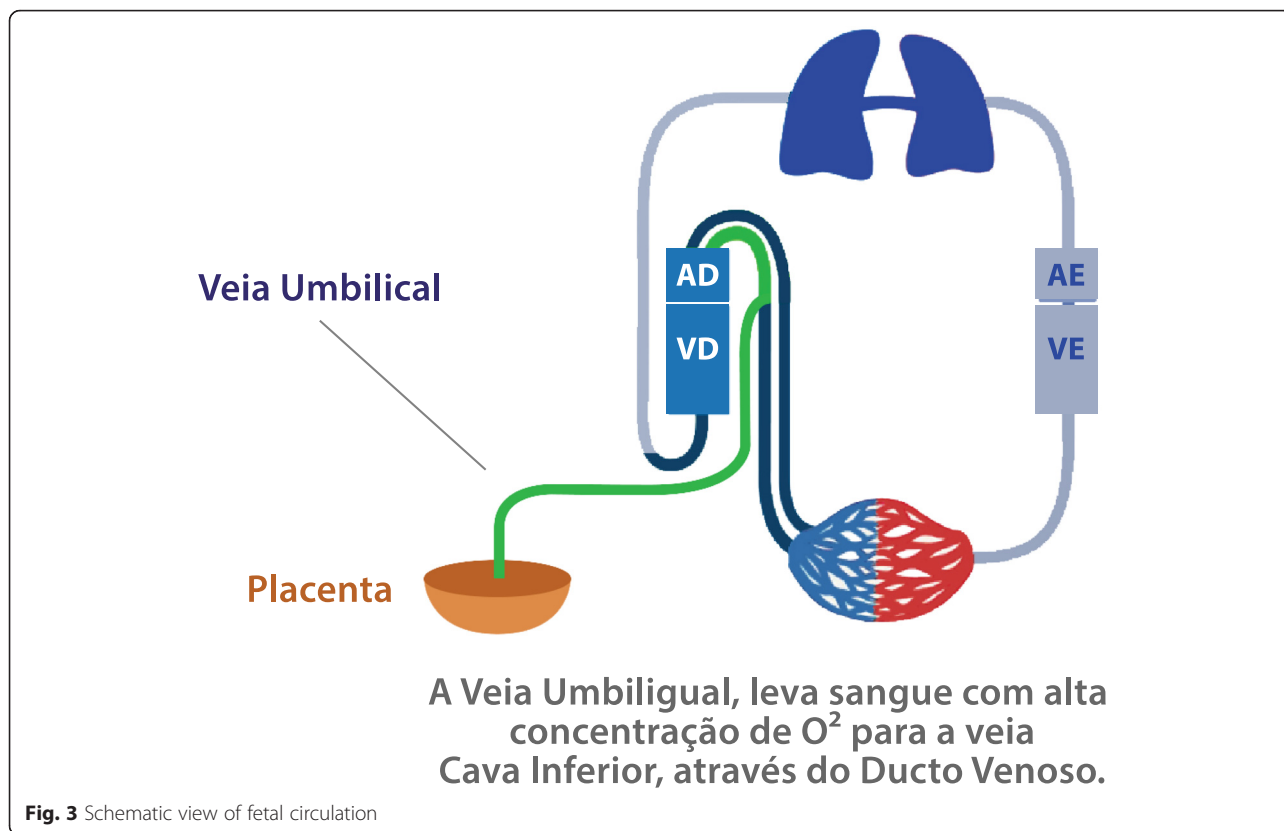 AD
AE
Veia Umbilical
VD
VE
Placenta
A Veia Umbiligual, leva sangue com alta
concentração de O² para a veia
Cava Inferior, através do Ducto Venoso.
Fig. 3 Schematic view of fetal circulation